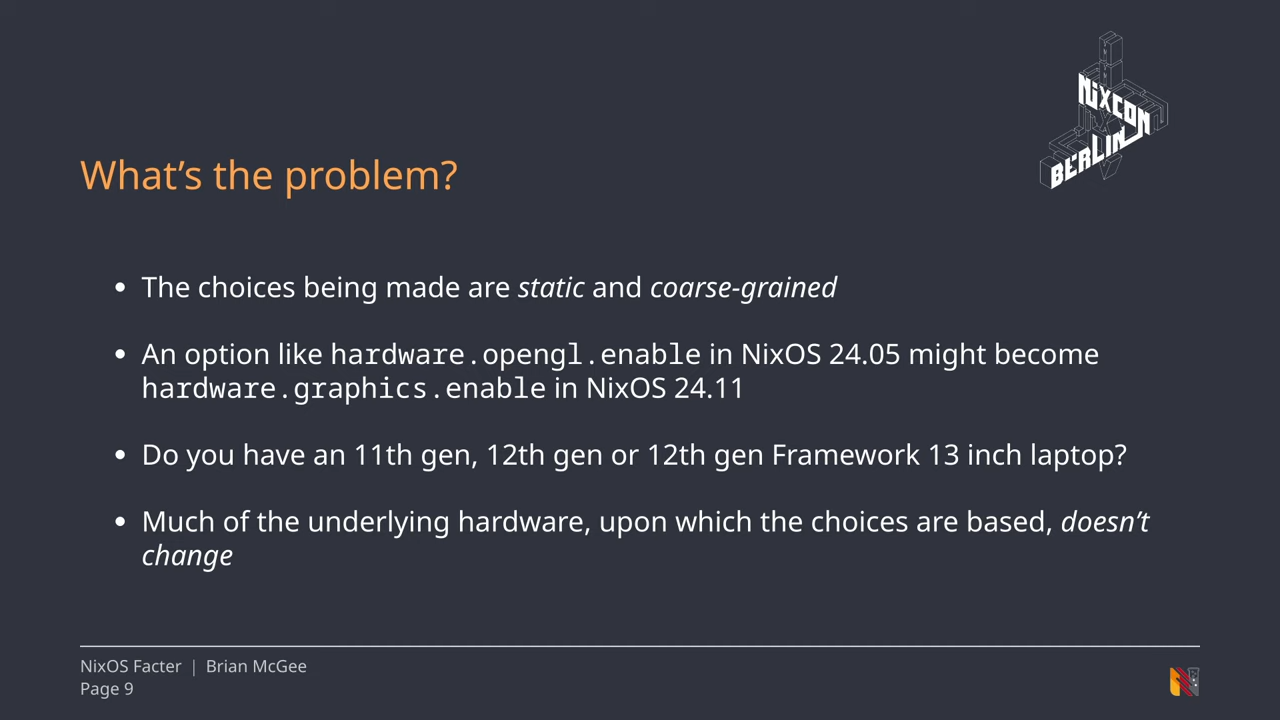 NixCon
Berlin
What’s the problem?
• The choices being made are static and coarse-grained
• An option like hardware.opengl.enable in NixOS 24.05 might become
hardware.graphics.enable in NixOS 24.11
• Do you have an 11th gen, 12th gen or 12th gen Framework 13 inch laptop?
• Much of the underlying hardware, upon which the choices are based, doesn’t
change
NixOS Facter | Brian McGee
Page 9